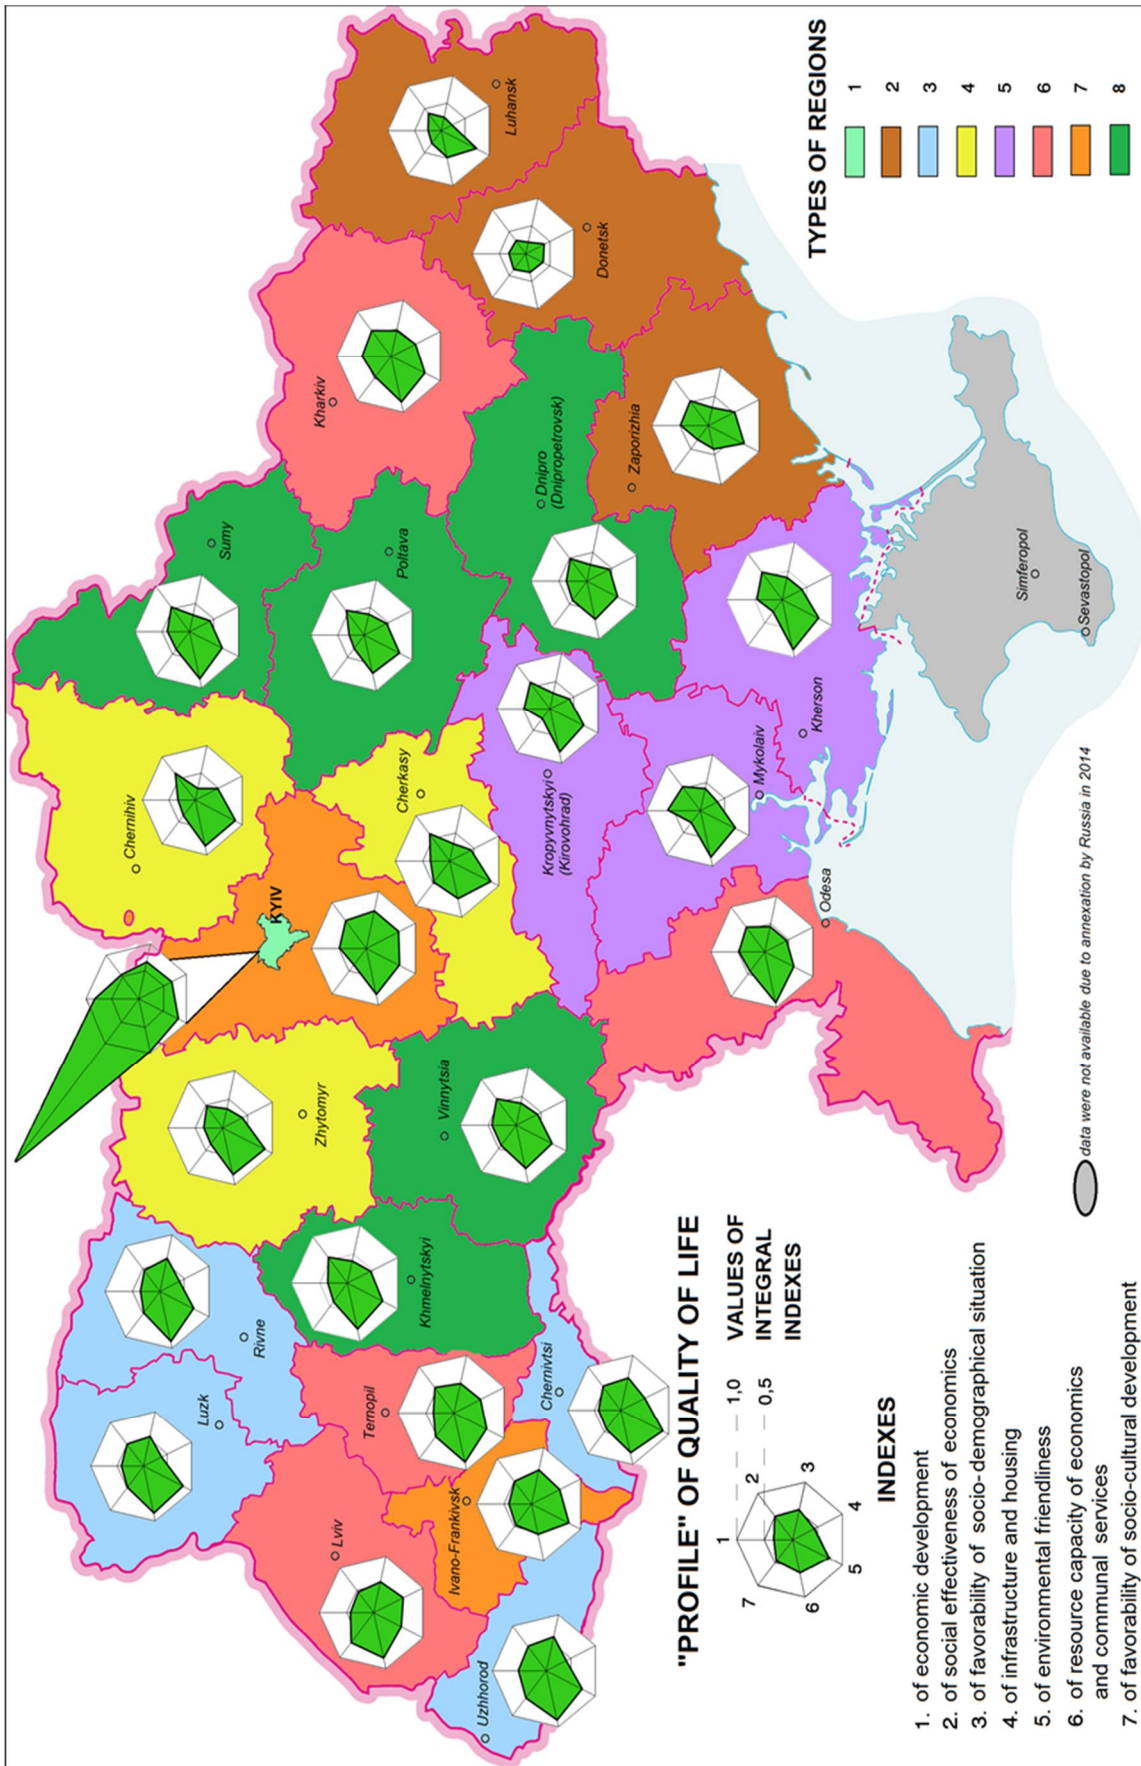 Luhansk
Donetsk
Kharkiv
Zaporizhia
Dnipro
(Dnipropetrovsk)
Sumy
Poltava
Chernihiv
Cherkasy
Kropyvnytskyi
(Kirovohrad)
Mykolaiv
Kherson
Simferopol
Sevastopol
KYIV
Odesa
Zhytomyr
Vinnytsia
Khmelnytskyi
Rivne
Luzk
Ternopil
Chernivtsi
Ivano-Frankivsk
Lviv
Uzhhorod
TYPES OF REGIONS
1
2
3
4
5
6
7
8
"PROFILE" OF QUALITY OF LIFE
1
2
3
4
5
6
7
1,0
0,5
VALUES OF
INTEGRAL
INDEXES
INDEXES
1. of economic development
2. of social effectiveness of economics
3. of favorability of socio-demographical situation
4. of infrastructure and housing
5. of environmental friendliness
6. of resource capacity of economics
and communal services
7. of favorability of socio-cultural development
data were not available due to annexation by Russia in 2014